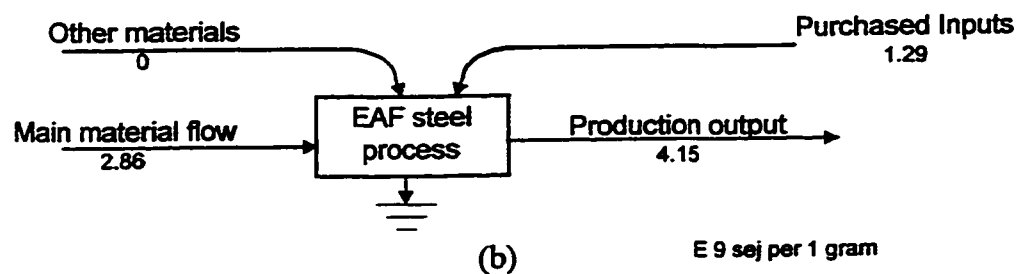 Other materials
0
Purchased Inputs
1.29
Main material flow
2.86
EAF steel
process
Production output
4.15
(b)
E 9 sej per 1 gram